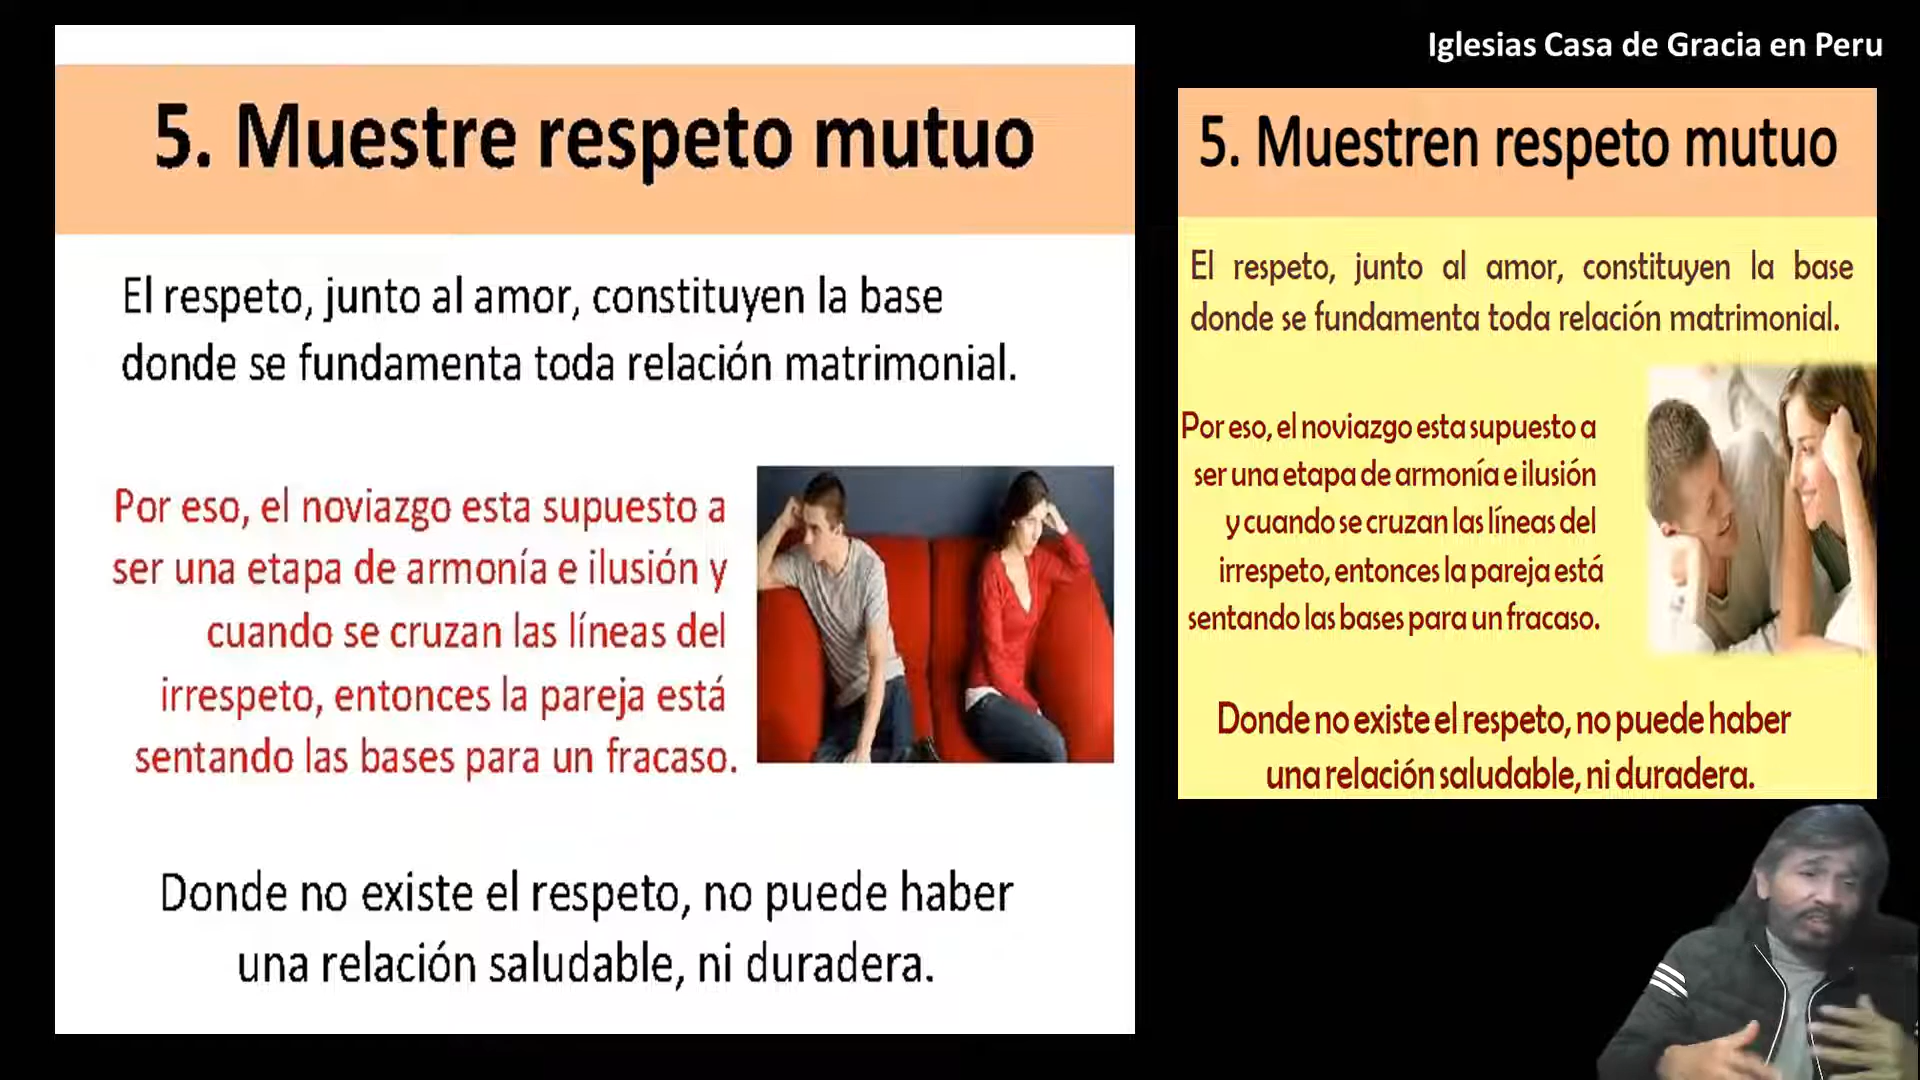 Iglesias Casa de Gracia en Peru
5. Muestre respeto mutuo
El respeto, junto al amor, constituyen la base
donde se fundamenta toda relación matrimonial.
Por eso, el noviazgo esta supuesto a
ser una etapa de armonía e ilusión y
cuando se cruzan las líneas del
irrespeto, entonces la pareja está
sentando las bases para un fracaso.
Donde no existe el respeto, no puede haber
una relación saludable, ni duradera.
5. Muestren respeto mutuo
El respeto, junto al amor, constituyen la base
donde se fundamenta toda relación matrimonial.
Por eso, el noviazgo esta supuesto a
ser una etapa de armonía e ilusión
y cuando se cruzan las líneas del
irrespeto, entonces la pareja está
sentando las bases para un fracaso.
Donde no existe el respeto, no puede haber
una relación saludable, ni duradera.